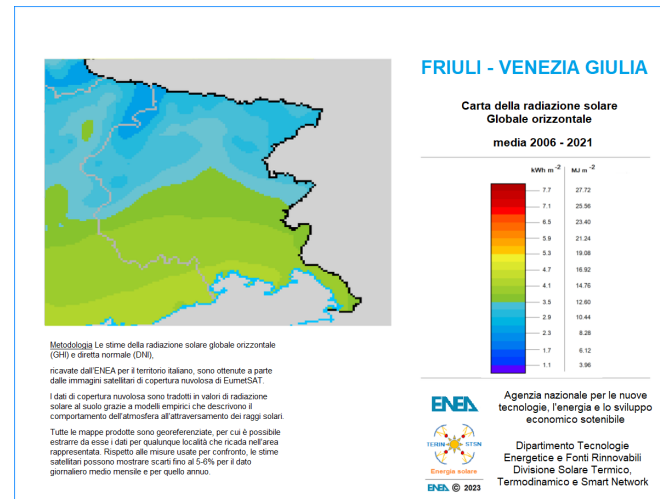 FRIULI - VENEZIA GIULIA
Carta della radiazione solare
Globale orizzontale
media 2006 - 2021
kWh m -2 MJ m -2
7.7 27.72
7.1 25.56
6.5 23.40
5.9 21.24
5.3 19.08
4.7 16.92
4.1 14.76
3.5 12.60
2.9 10.44
2.3 8.28
1.7 6.12
1.1 3.96
Metodologia Le stime della radiazione solare globale orizzontale
(GHI) e diretta normale (DNI),
ricavate dall'ENEA per il territorio italiano, sono ottenute a parte
dalle immagini satellitari di copertura nuvolosa di EumetSAT.
I dati di copertura nuvolosa sono tradotti in valori di radiazione
solare al suolo grazie a modelli empirici che descrivono il
comportamento dell'atmosfera all'attraversamento dei raggi solari.
Tutte le mappe prodotte sono georeferenziate, per cui è possibile
estrarre da esse i dati per qualunque località che ricada nell'area
rappresentata. Rispetto alle misure usate per confronto, le stime
satellitari possono mostrare scarti fino al 5-6% per il dato
giornaliero medio mensile e per quello annuo.
ENEA
Agenzia nazionale per le nuove
tecnologie, l'energia e lo sviluppo
economico sotenibile
TERIN STSN
Energia solare
ENEA © 2023
Dipartimento Tecnologie
Energetice e Fonti Rinnovabili
Divisione Solare Termico,
Termodinamico e Smart Network